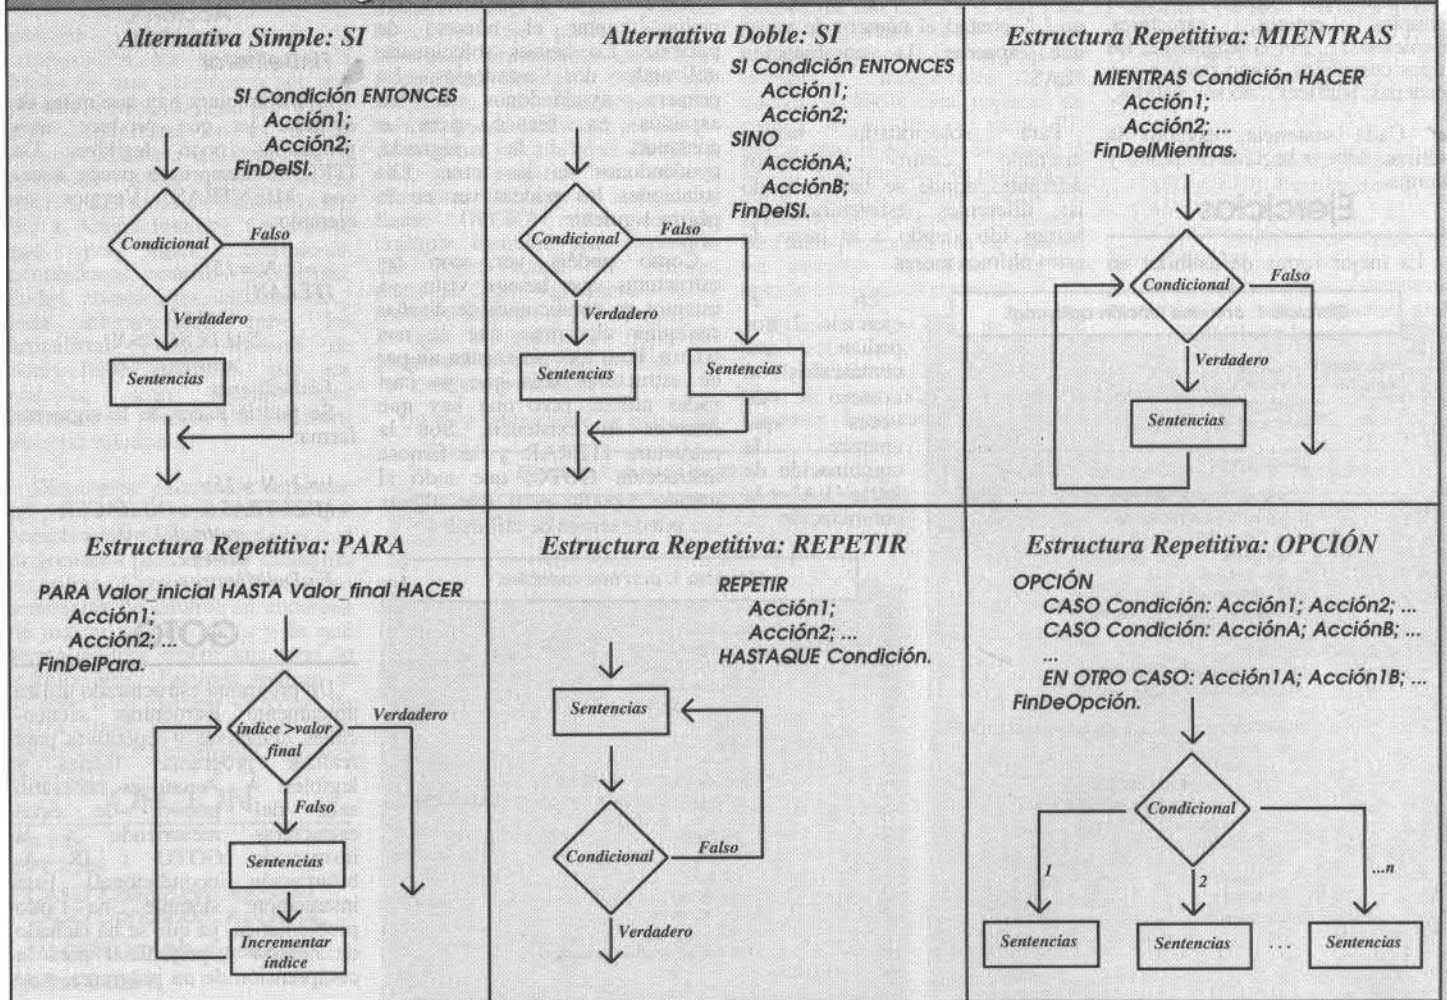 Alternativa Simple: SI
SI Condición ENTONCES
Acción1;
Acción2;
FinDelSI.
Condicional
Falso
Verdadero
Sentencias
Alternativa Doble: SI
SI Condición ENTONCES
Acción1;
Acción2;
SINO
AcciónA;
AcciónB;
FinDelSI.
Condicional
Falso
Verdadero
Sentencias
Sentencias
Estructura Repetitiva: MIENTRAS
MIENTRAS Condición HACER
Acción1;
Acción2; ...
FinDelMientras.
Condicional
Falso
Verdadero
Sentencias
Estructura Repetitiva: PARA
PARA Valor_inicial HASTA Valor_final HACER
Acción1;
Acción2; ...
FinDelPara.
índice >valor
final
Verdadero
Falso
Sentencias
Incrementar
índice
Estructura Repetitiva: REPETIR
REPETIR
Acción1;
Acción2; ...
HASTAQUE Condición.
Sentencias
Condicional
Falso
Verdadero
Estructura Repetitiva: OPCIÓN
OPCIÓN
CASO Condición: Acción1; Acción2; ...
CASO Condición: AcciónA; AcciónB; ...
...
EN OTRO CASO: Acción1A; Acción1B; ...
FinDeOpción.
Condicional
1
2
...n
Sentencias
Sentencias
. . .
Sentencias